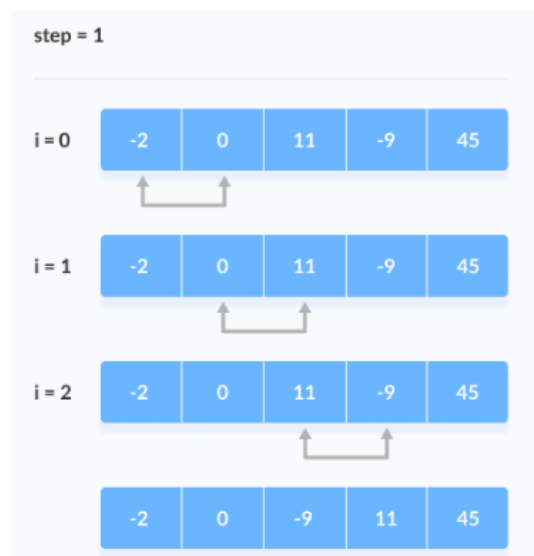 step = 1
i = 0 -2 0 11 -9 45
i = 1 -2 0 11 -9 45
i = 2 -2 0 11 -9 45
-2 0 -9 11 45